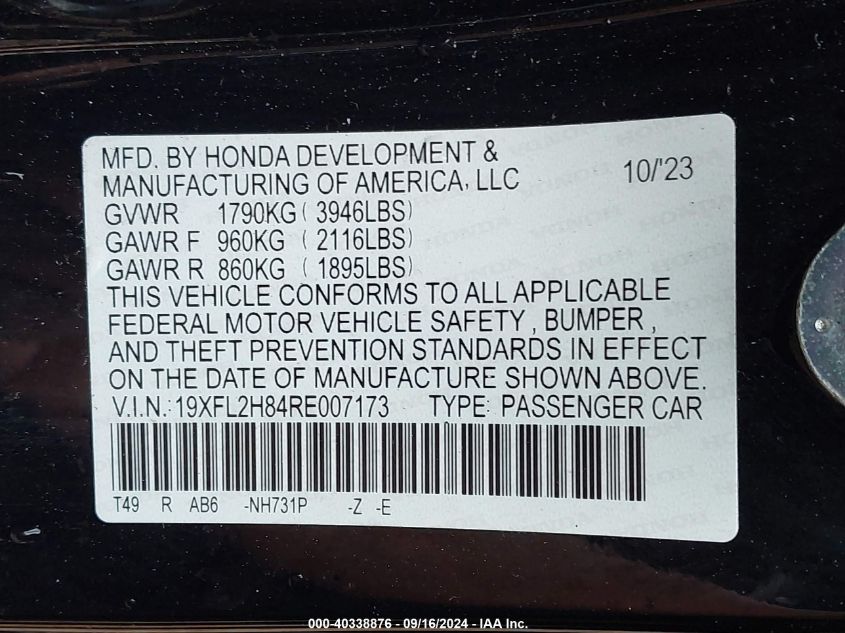 MFD. BY HONDA DEVELOPMENT &
MANUFACTURING OF AMERICA, LLC 10/'23
GVWR 1790KG ( 3946LBS)
GAWR F 960KG ( 2116LBS)
GAWR R 860KG ( 1895LBS)
THIS VEHICLE CONFORMS TO ALL APPLICABLE
FEDERAL MOTOR VEHICLE SAFETY , BUMPER ,
AND THEFT PREVENTION STANDARDS IN EFFECT
ON THE DATE OF MANUFACTURE SHOWN ABOVE.
V.I.N.: 19XFL2H84RE007173 TYPE: PASSENGER CAR
T49 R AB6 -NH731P -Z -E
000-40338876 - 09/16/2024 - IAA Inc.